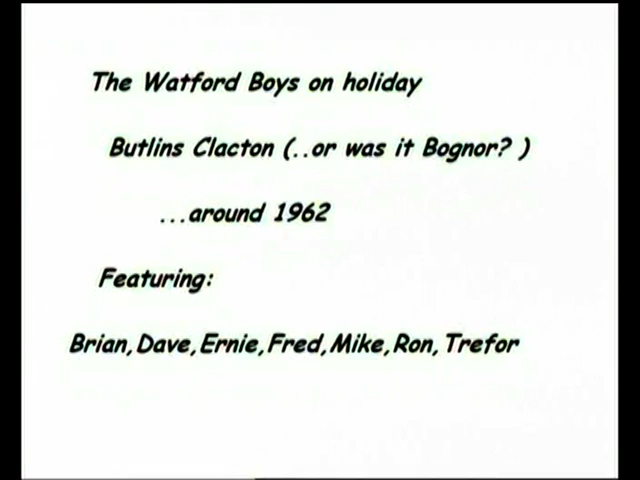 The Watford Boys on holiday
Butlins Clacton (..or was it Bognor? )
...around 1962
Featuring:
Brian,Dave,Ernie,Fred,Mike,Ron,Trefor